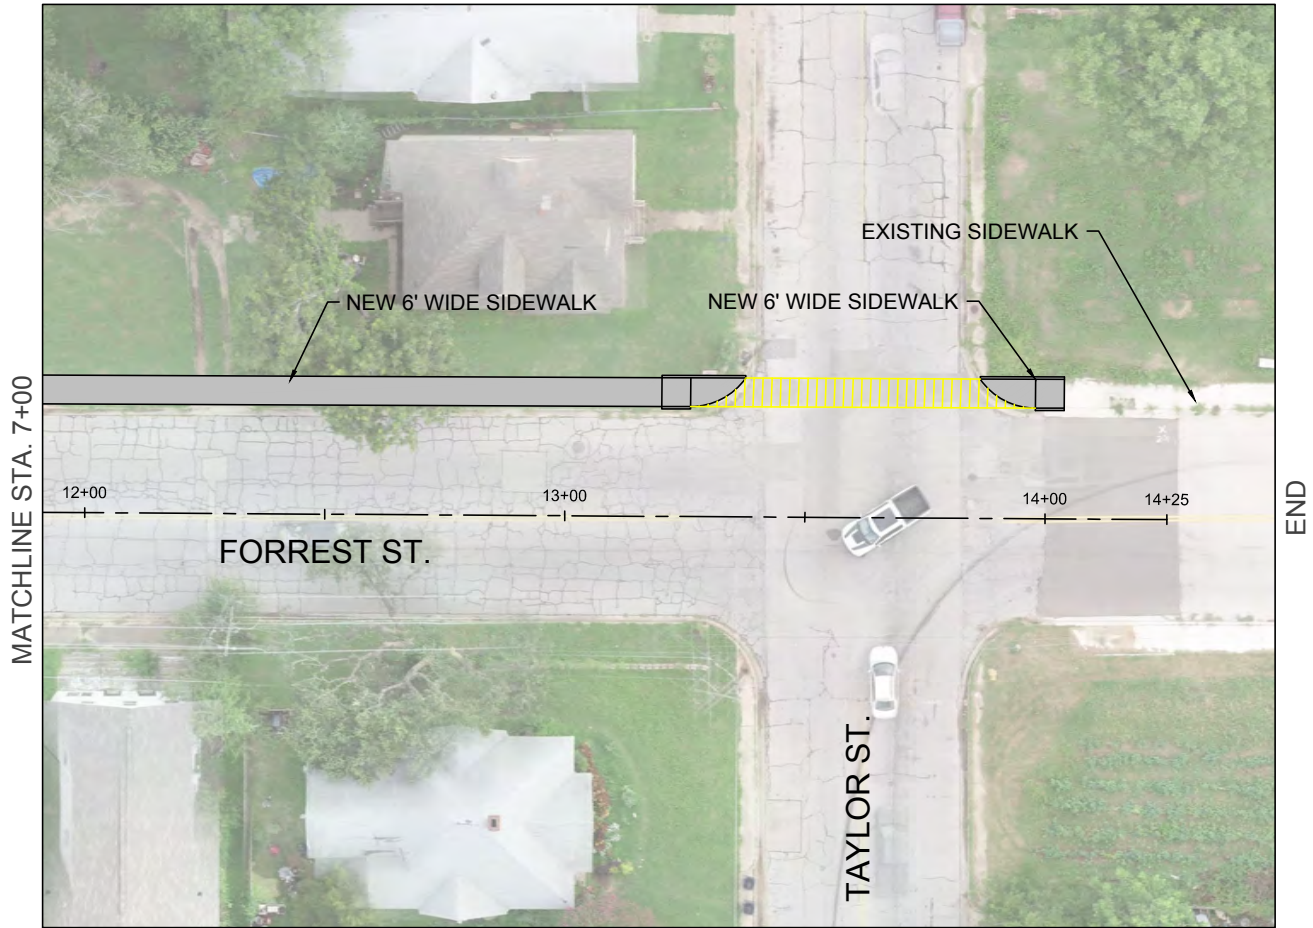 EXISTING SIDEWALK
NEW 6' WIDE SIDEWALK
NEW 6' WIDE SIDEWALK
MATCHLINE STA. 7+00
12+00
13+00
14+00
14+25
END
FORREST ST.
TAYLOR ST.